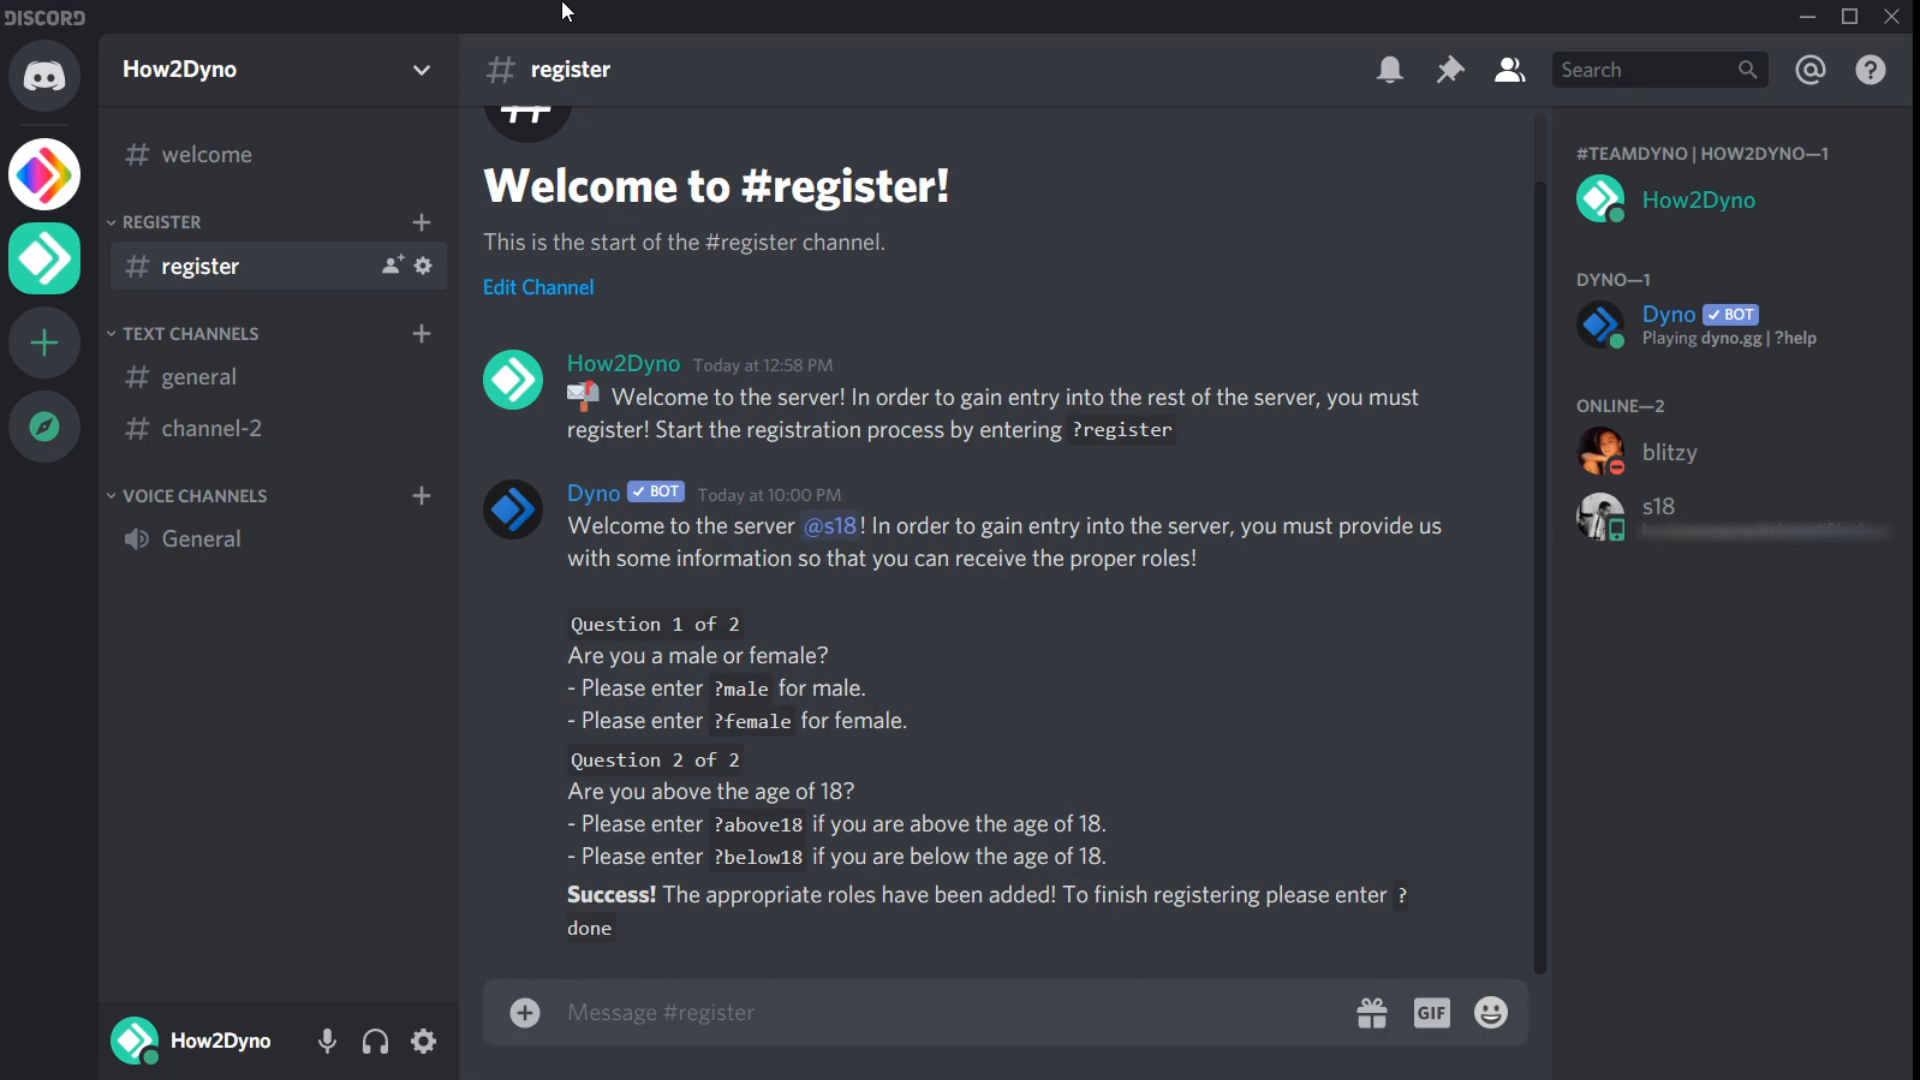 DISCORD
How2Dyno
# welcome
REGISTER
# register
TEXT CHANNELS
# general
# channel-2
VOICE CHANNELS
General
How2Dyno
# register
Search
#
Welcome to #register!
This is the start of the #register channel.
Edit Channel
How2Dyno Today at 12:58 PM
Welcome to the server! In order to gain entry into the rest of the server, you must
register! Start the registration process by entering ?register
Dyno ✓ BOT Today at 10:00 PM
Welcome to the server @s18! In order to gain entry into the server, you must provide us
with some information so that you can receive the proper roles!
Question 1 of 2
Are you a male or female?
- Please enter ?male for male.
- Please enter ?female for female.
Question 2 of 2
Are you above the age of 18?
- Please enter ?above18 if you are above the age of 18.
- Please enter ?below18 if you are below the age of 18.
Success! The appropriate roles have been added! To finish registering please enter ?
done
Message #register
GIF
#TEAMDYNO | HOW2DYNO—1
How2Dyno
DYNO—1
Dyno ✓ BOT
Playing dyno.gg | ?help
ONLINE—2
blitzy
s18